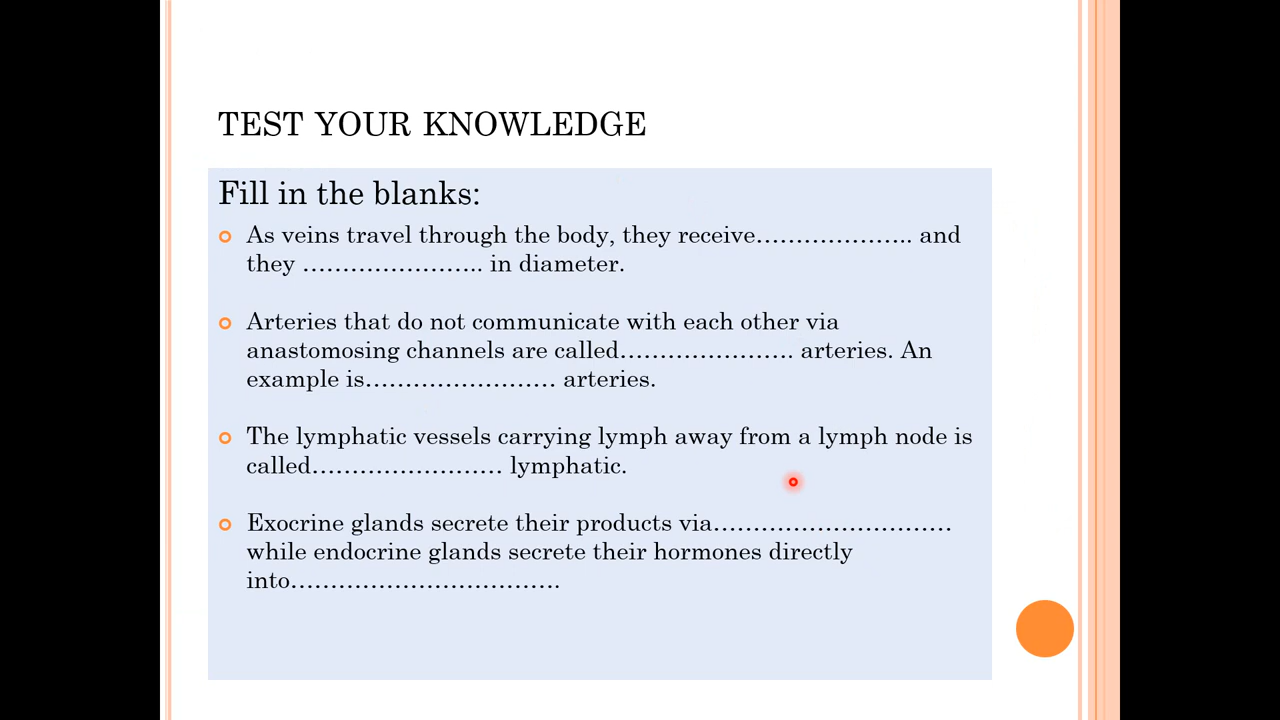 TEST YOUR KNOWLEDGE
Fill in the blanks:
As veins travel through the body, they receive……………….. and
they ………………….. in diameter.
Arteries that do not communicate with each other via
anastomosing channels are called…………………. arteries. An
example is…………………… arteries.
The lymphatic vessels carrying lymph away from a lymph node is
called…………………… lymphatic.
Exocrine glands secrete their products via…………………………
while endocrine glands secrete their hormones directly
into…………………………….